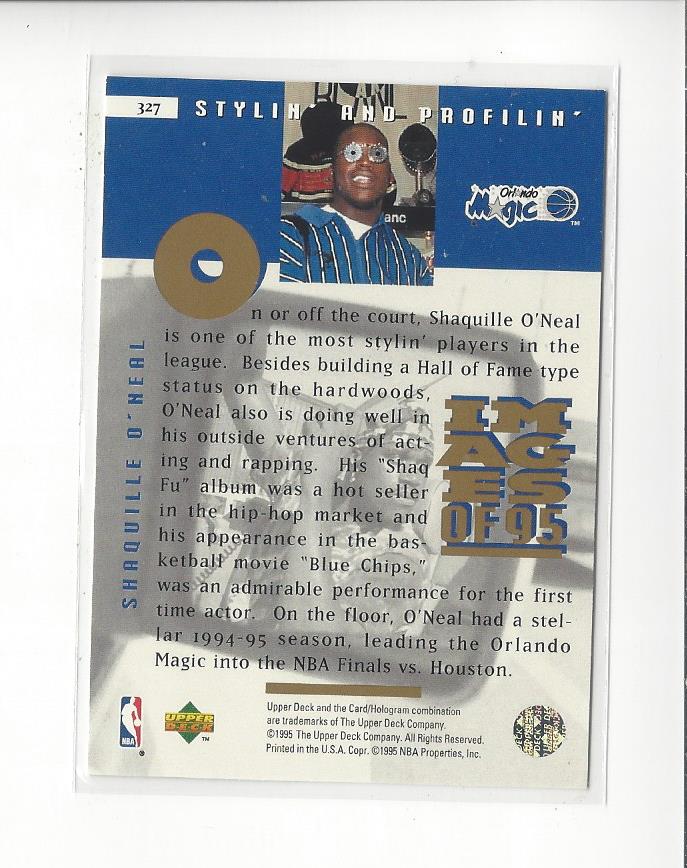 327
STYLIN' AND PROFILIN'
anc
Orlando
Magic
TM
SHAQUILLE O'NEAL
On or off the court, Shaquille O'Neal
is one of the most stylin' players in the
league. Besides building a Hall of Fame type
status on the hardwoods,
O'Neal also is doing well in
his outside ventures of act-
ing and rapping. His "Shaq
Fu" album was a hot seller
in the hip-hop market and
his appearance in the bas-
ketball movie "Blue Chips,"
was an admirable performance for the first
time actor. On the floor, O'Neal had a stel-
lar 1994-95 season, leading the Orlando
Magic into the NBA Finals vs. Houston.
IM
AG
ES
OF 95
NBA
®
UPPER
DECK
TM
Upper Deck and the Card/Hologram combination
are trademarks of The Upper Deck Company.
©1995 The Upper Deck Company. All Rights Reserved.
Printed in the U.S.A. Copr. ©1995 NBA Properties, Inc.